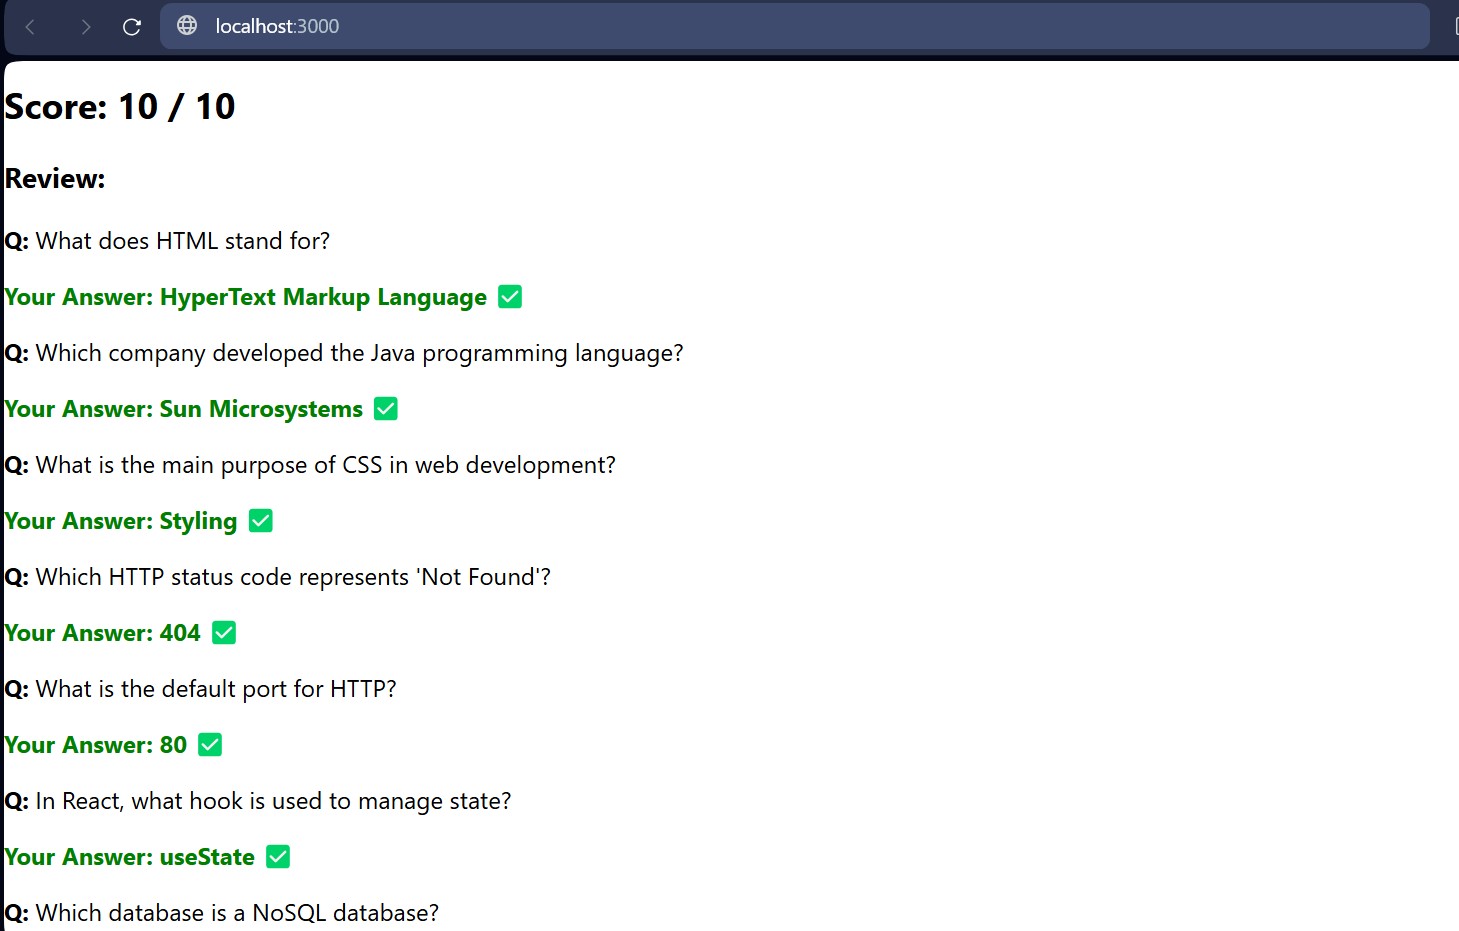 localhost:3000
Score: 10 / 10
Review:
Q: What does HTML stand for?
Your Answer: HyperText Markup Language ✅
Q: Which company developed the Java programming language?
Your Answer: Sun Microsystems ✅
Q: What is the main purpose of CSS in web development?
Your Answer: Styling ✅
Q: Which HTTP status code represents 'Not Found'?
Your Answer: 404 ✅
Q: What is the default port for HTTP?
Your Answer: 80 ✅
Q: In React, what hook is used to manage state?
Your Answer: useState ✅
Q: Which database is a NoSQL database?